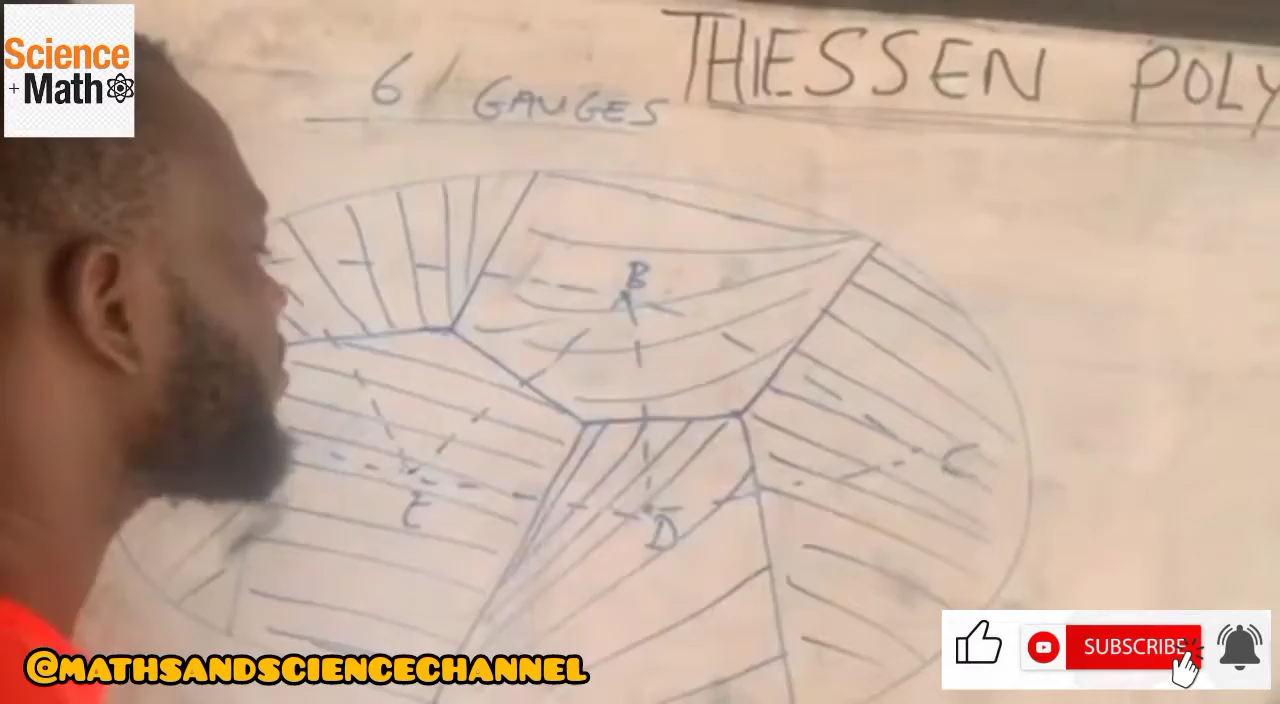 Science
+ Math
THIESSEN POLY
6 GAUGES
B
C
E
D
@MATHSANDSCIENCECHANNEL
SUBSCRIBE